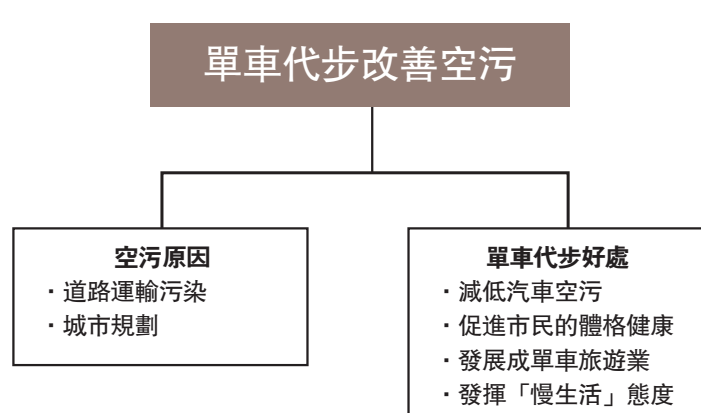 單車代步改善空污
空污原因
・道路運輸污染
・城市規劃
單車代步好處
・減低汽車空污
・促進市民的體格健康
・發展成單車旅遊業
・發揮「慢生活」態度